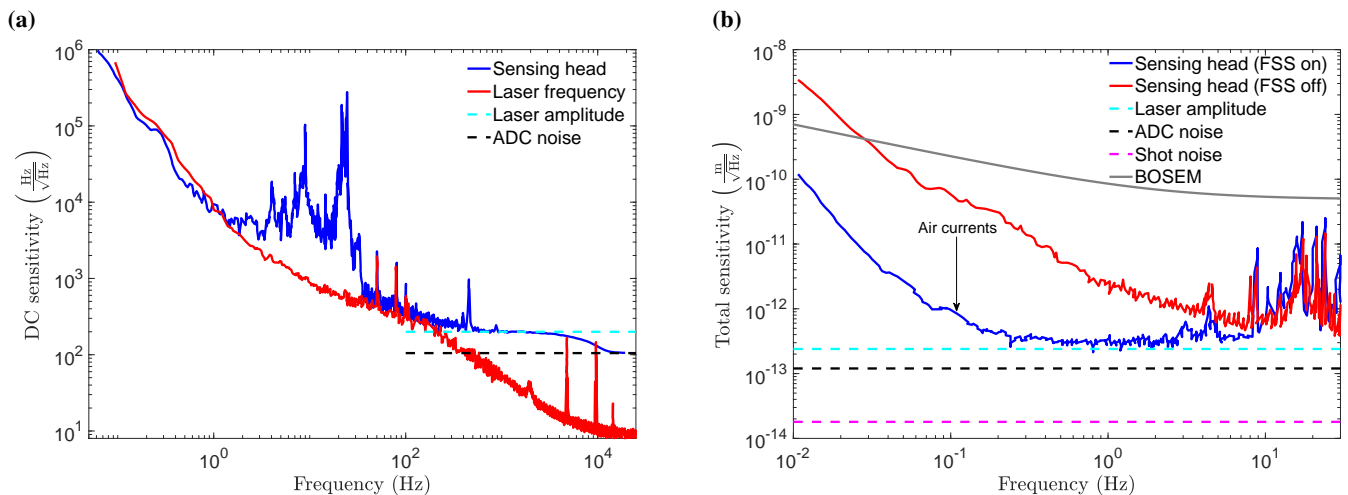 (a)
DC sensitivity (Hz/√Hz)
10^6
10^5
10^4
10^3
10^2
10^1
Sensing head
Laser frequency
Laser amplitude
ADC noise
10^0 10^2 10^4
Frequency (Hz)
(b)
Total sensitivity (m/√Hz)
10^-8
10^-9
10^-10
10^-11
10^-12
10^-13
10^-14
Sensing head (FSS on)
Sensing head (FSS off)
Laser amplitude
ADC noise
Shot noise
BOSEM
Air currents
10^-2 10^-1 10^0 10^1
Frequency (Hz)